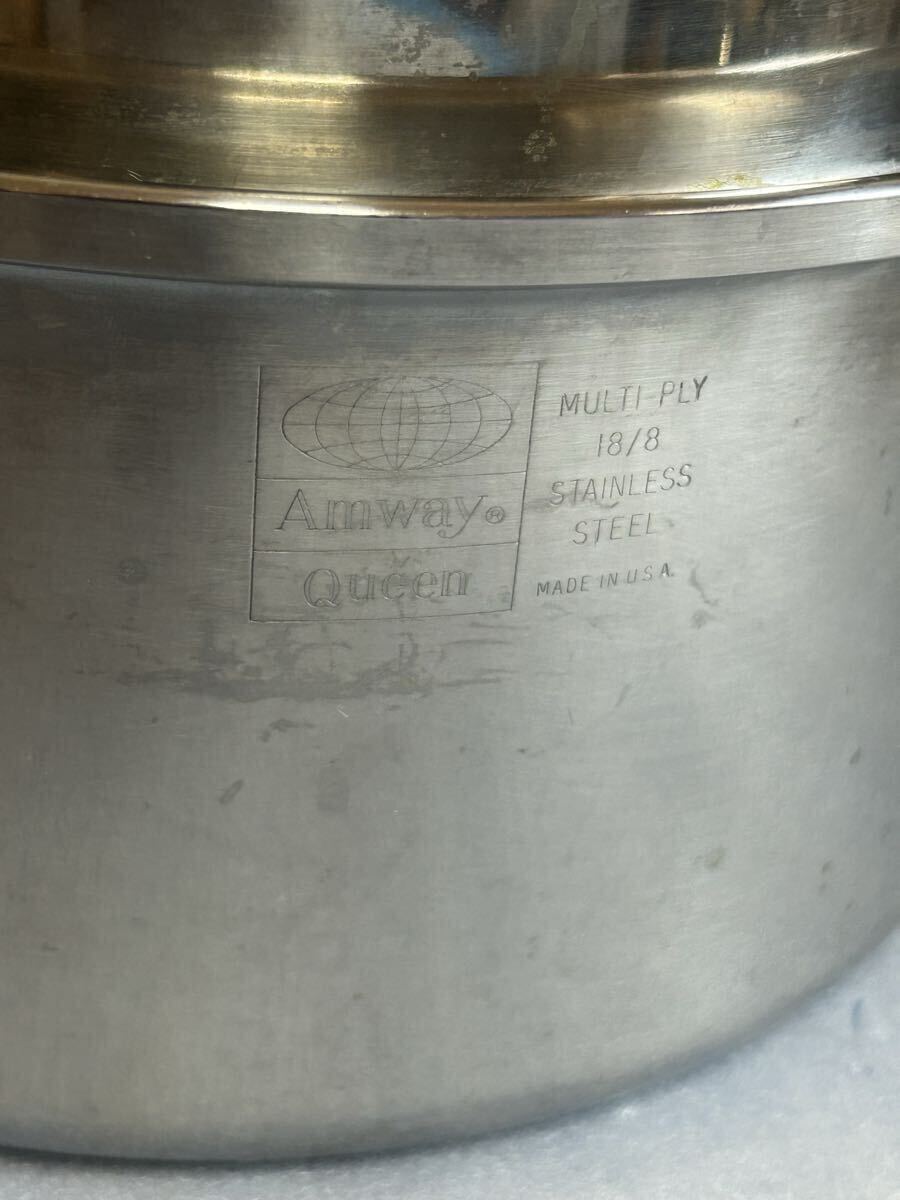 Amway®
Queen
MULTI PLY
18/8
STAINLESS
STEEL
MADE IN U S A.